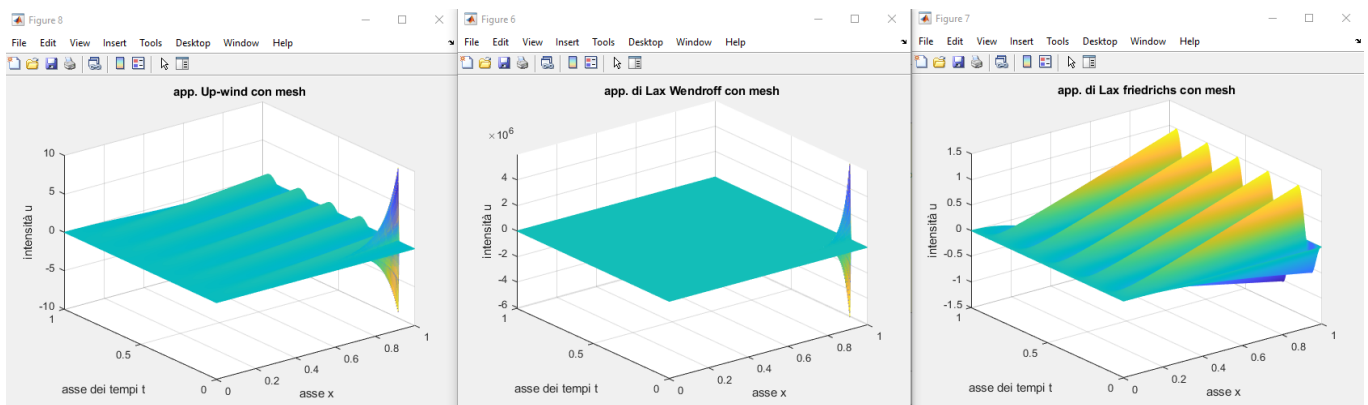 Figure 8
File Edit View Insert Tools Desktop Window Help
app. Up-wind con mesh
10
5
0
-5
-10
intensità u
1
0.5
0
asse dei tempi t
0
0.2
0.4
0.6
0.8
1
asse x
Figure 6
File Edit View Insert Tools Desktop Window Help
app. di Lax Wendroff con mesh
×10^6
4
2
0
-2
-4
-6
intensità u
1
0.5
0
asse dei tempi t
0
0.2
0.4
0.6
0.8
1
asse x
Figure 7
File Edit View Insert Tools Desktop Window Help
app. di Lax friedrichs con mesh
1.5
1
0.5
0
-0.5
-1
-1.5
intensità u
1
0.5
0
asse dei tempi t
0
0.2
0.4
0.6
0.8
1
asse x